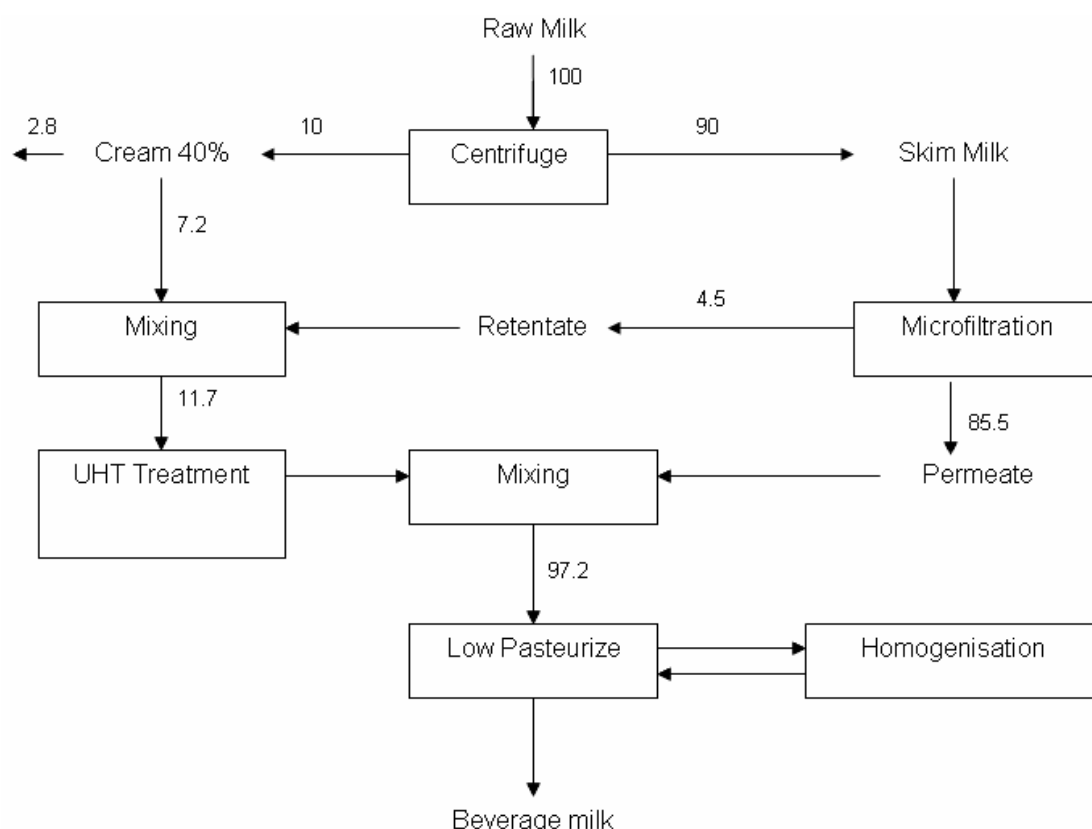 Raw Milk
100
2.8
10
90
Cream 40%
Centrifuge
Skim Milk
7.2
4.5
Mixing
Retentate
Microfiltration
11.7
85.5
UHT Treatment
Mixing
Permeate
97.2
Low Pasteurize
Homogenisation
Beverage milk